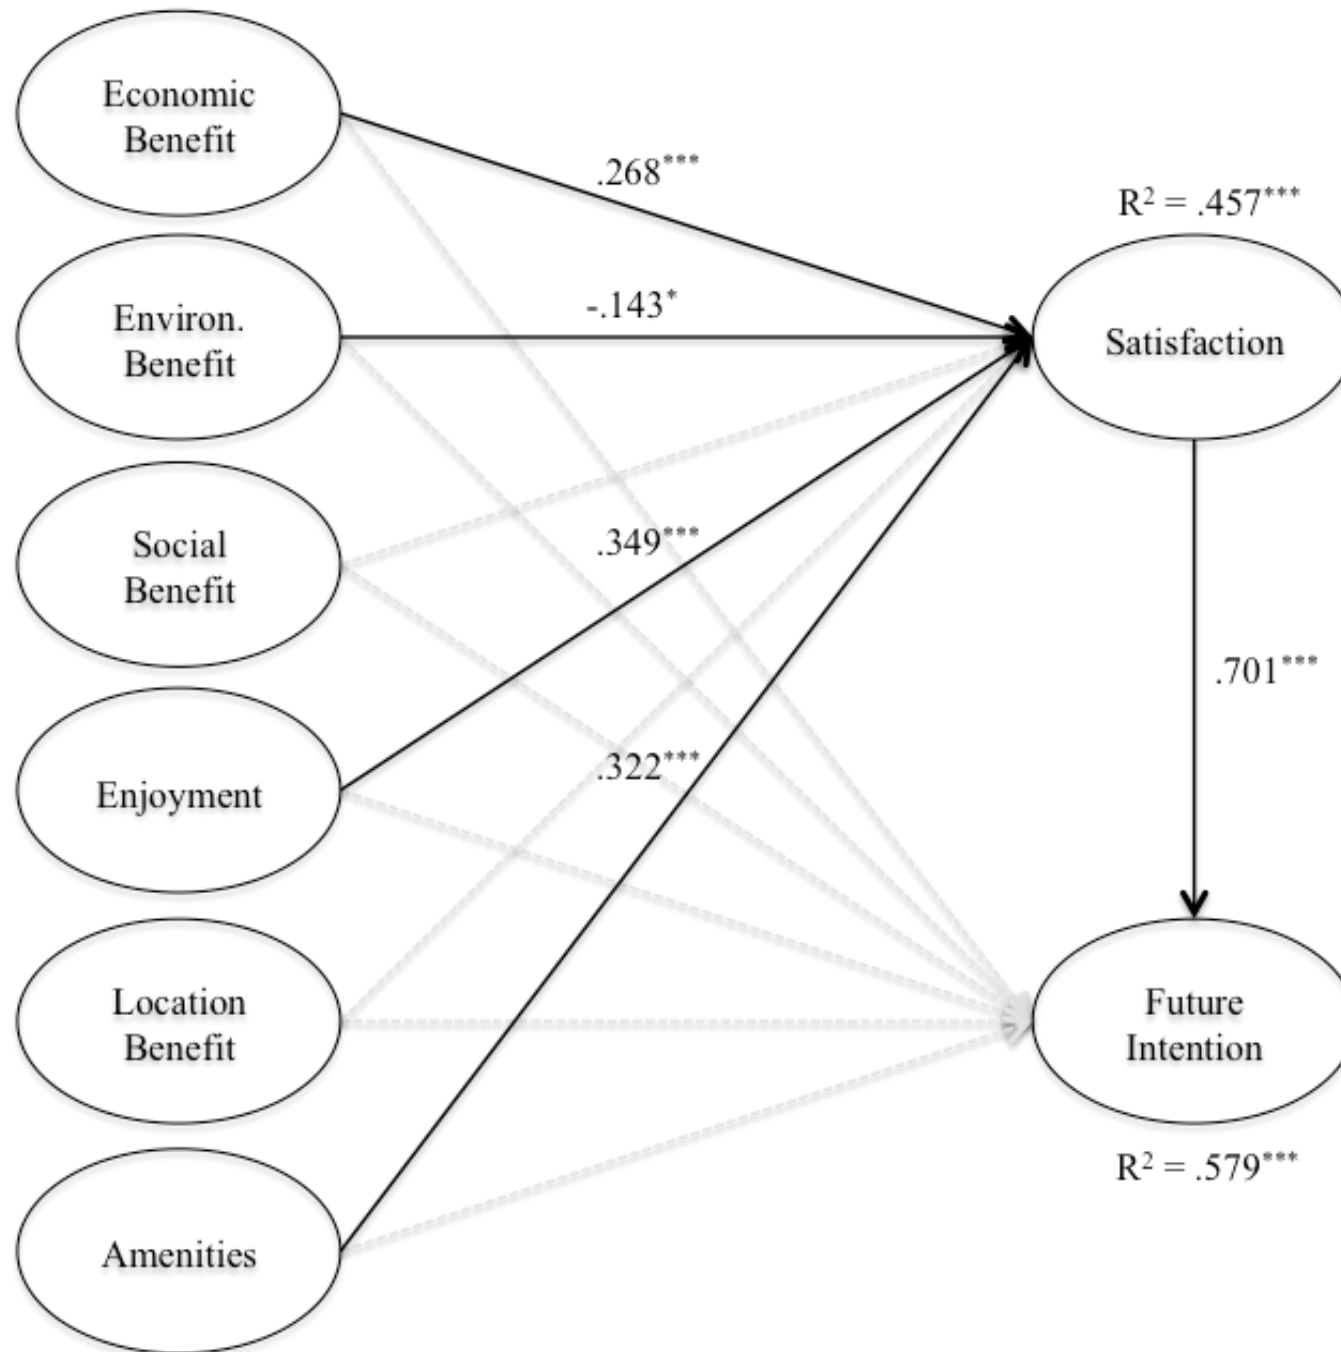 Economic
Benefit
.268***
R² = .457***
Environ.
Benefit
-.143*
Satisfaction
Social
Benefit
.349***
.701***
Enjoyment
.322***
Location
Benefit
Future
Intention
R² = .579***
Amenities